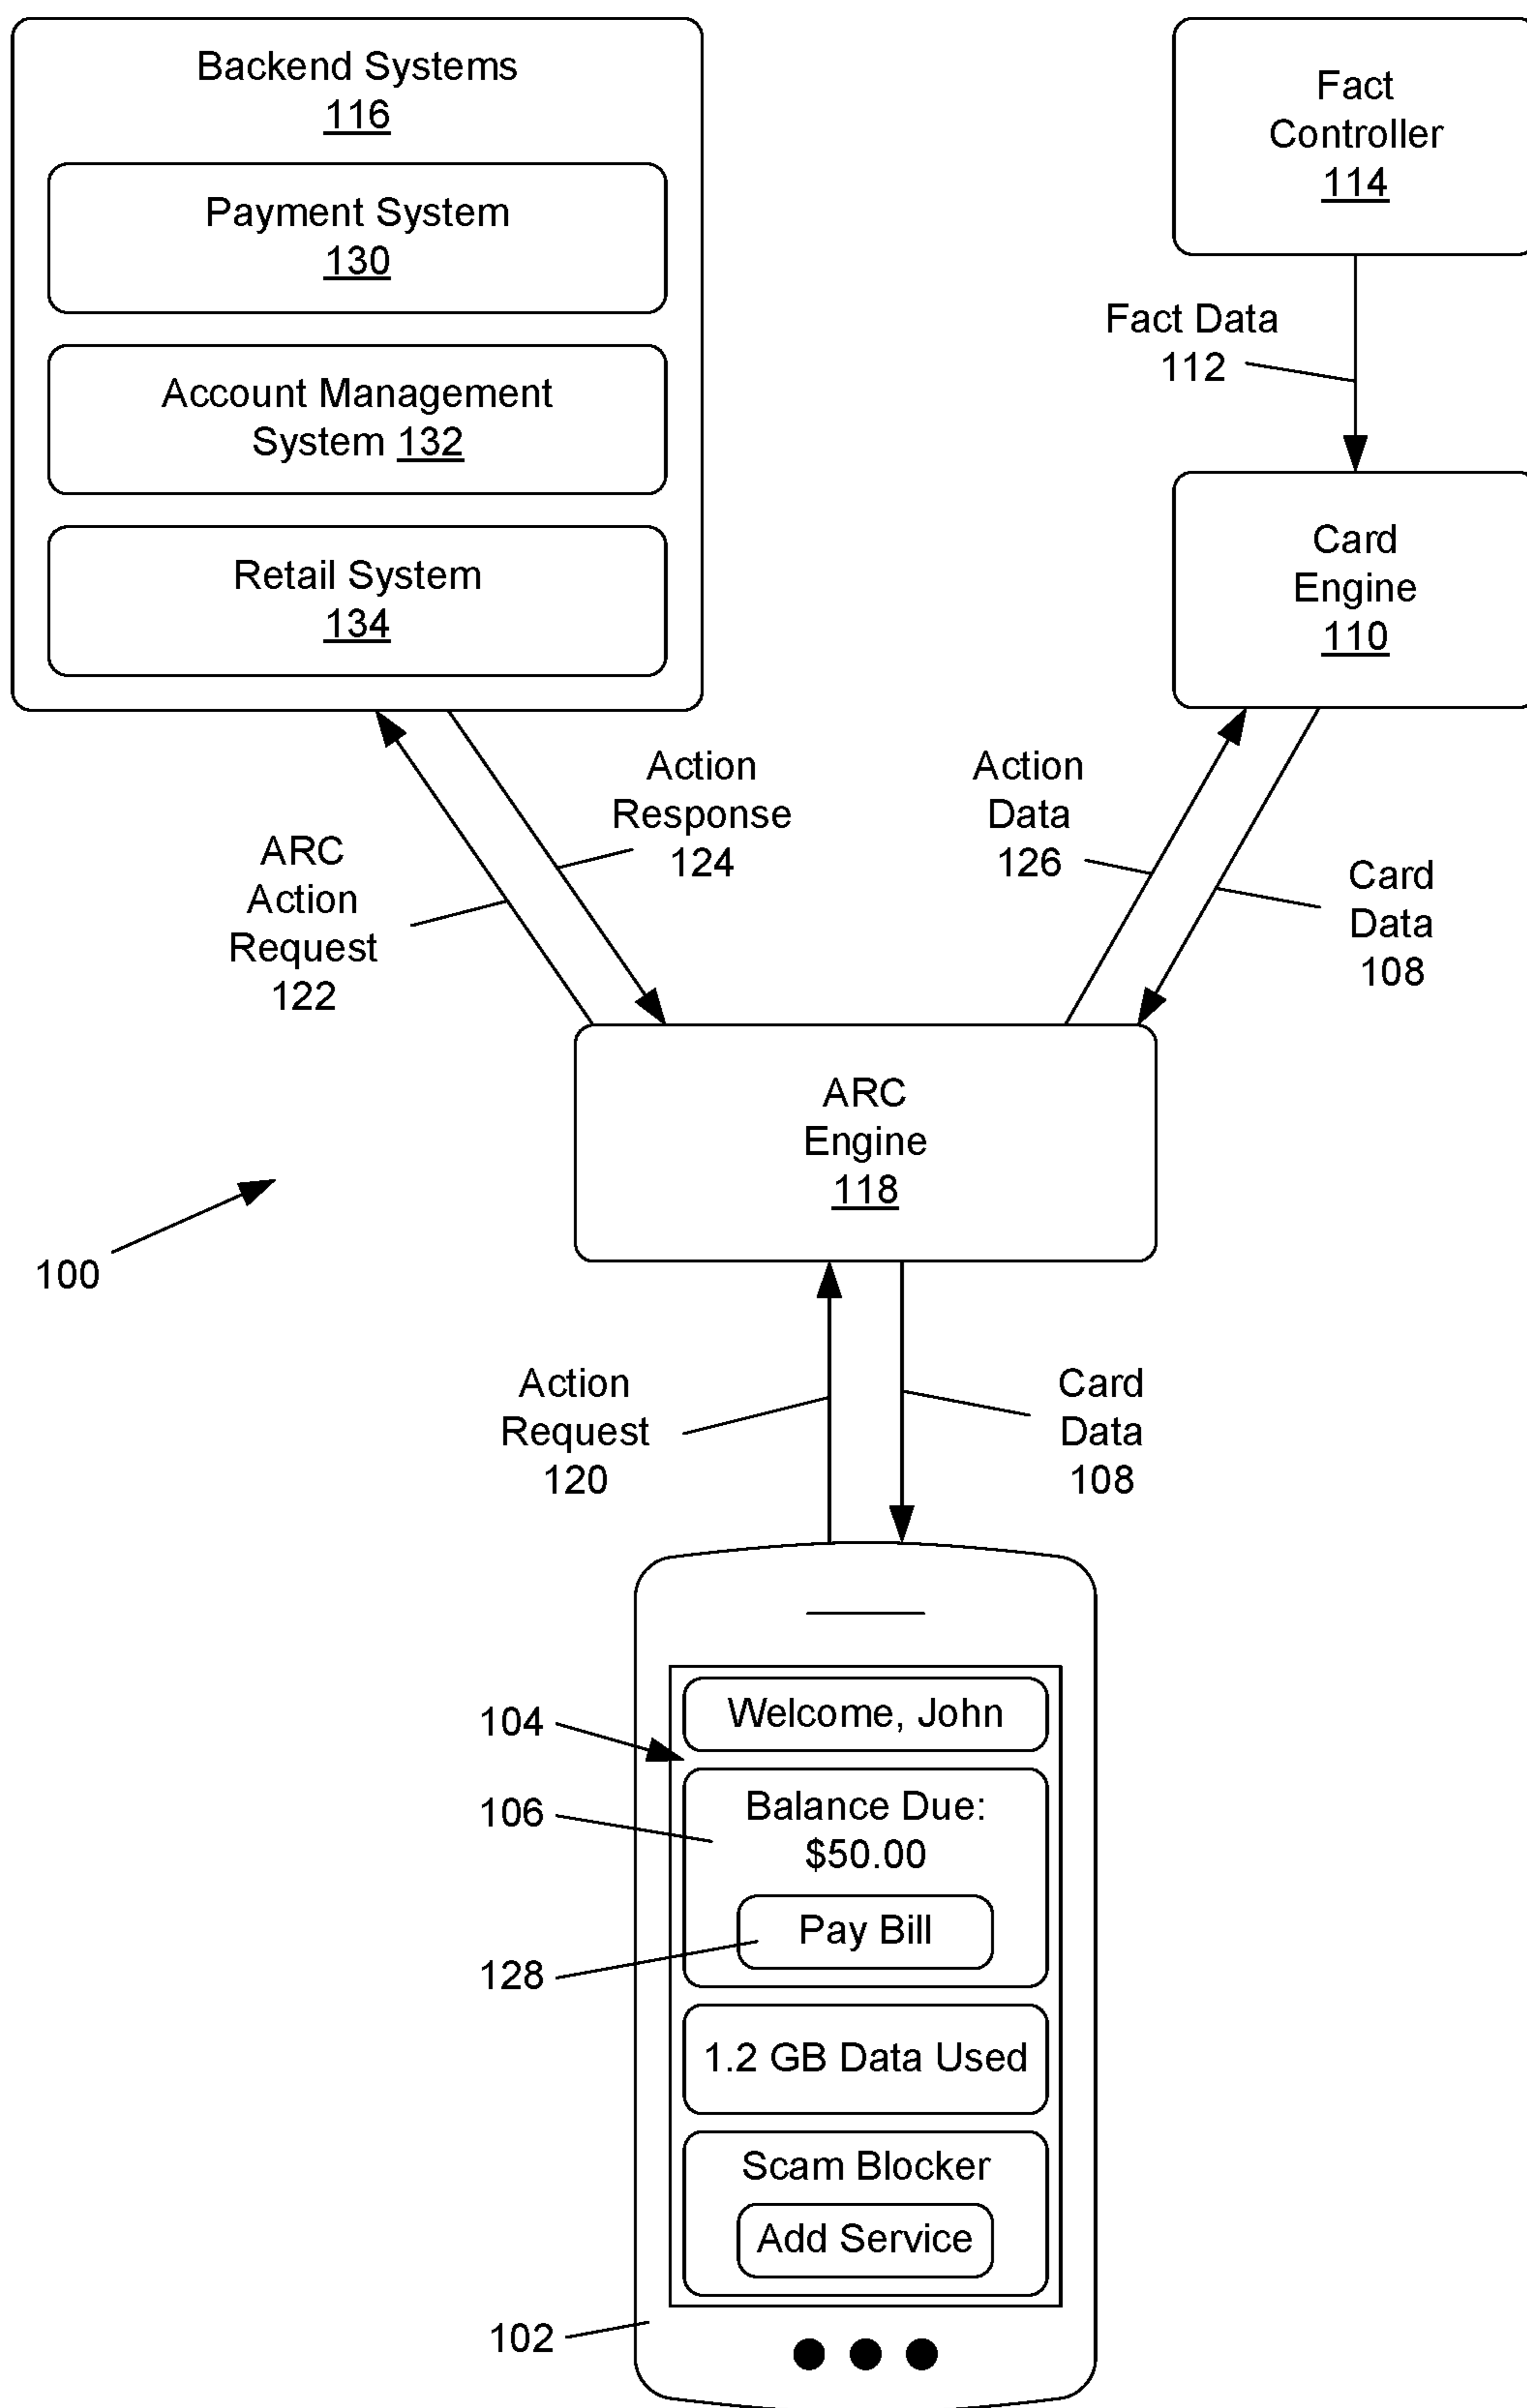 Backend Systems
116
Payment System
130
Account Management
System 132
Retail System
134
Fact
Controller
114
Fact Data
112
Card
Engine
110
Action
Response
124
Action
Data
126
ARC
Action
Request
122
Card
Data
108
ARC
Engine
118
100
Action
Request
120
Card
Data
108
104
Welcome, John
106
Balance Due:
$50.00
Pay Bill
128
1.2 GB Data Used
Scam Blocker
Add Service
102